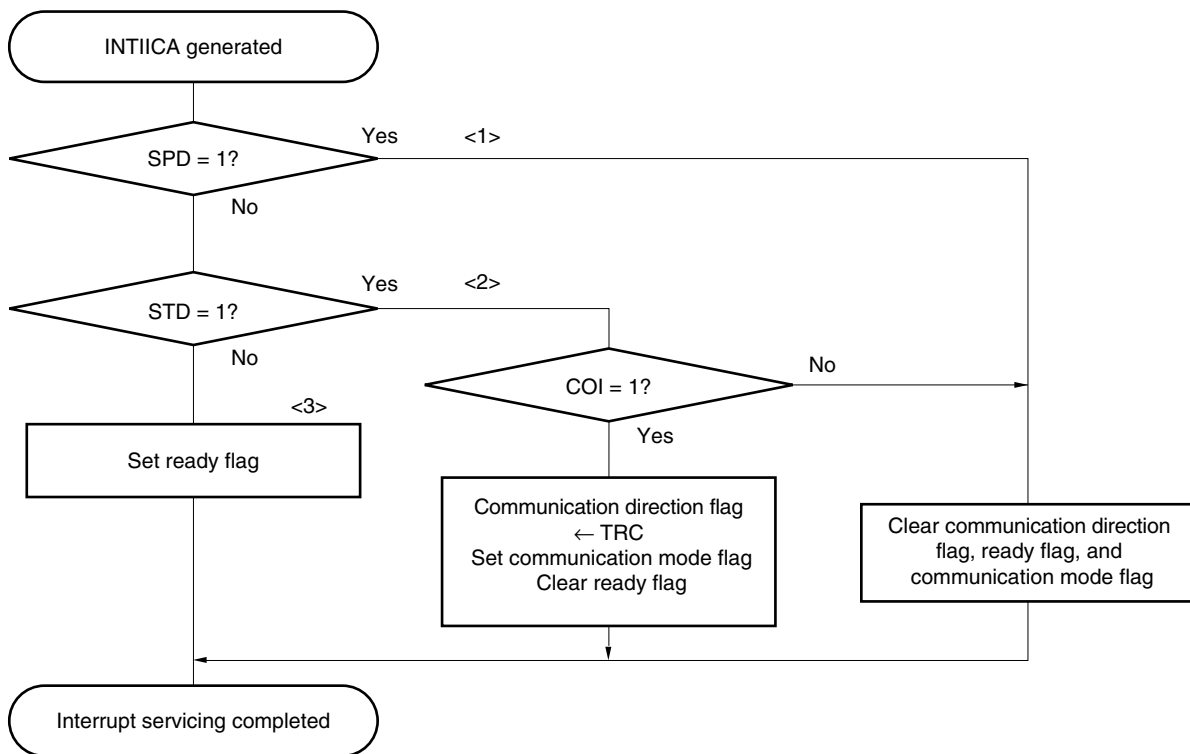 INTIICA generated
Yes
<1>
SPD = 1?
No
Yes
<2>
STD = 1?
No
COI = 1?
No
Yes
<3>
Set ready flag
Communication direction flag
← TRC
Set communication mode flag
Clear ready flag
Clear communication direction
flag, ready flag, and
communication mode flag
Interrupt servicing completed